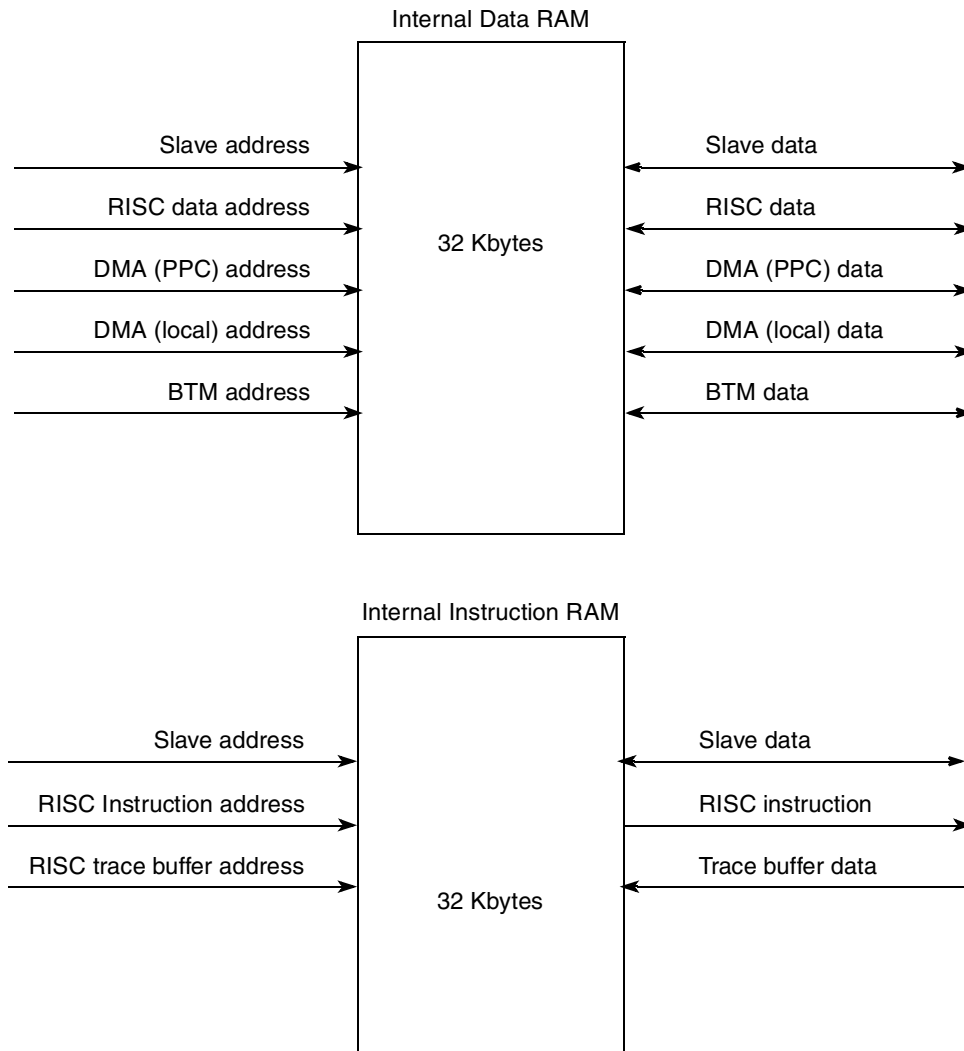 Internal Data RAM
Slave address
Slave data
RISC data address
RISC data
32 Kbytes
DMA (PPC) address
DMA (PPC) data
DMA (local) address
DMA (local) data
BTM address
BTM data
Internal Instruction RAM
Slave address
Slave data
RISC Instruction address
RISC instruction
RISC trace buffer address
Trace buffer data
32 Kbytes